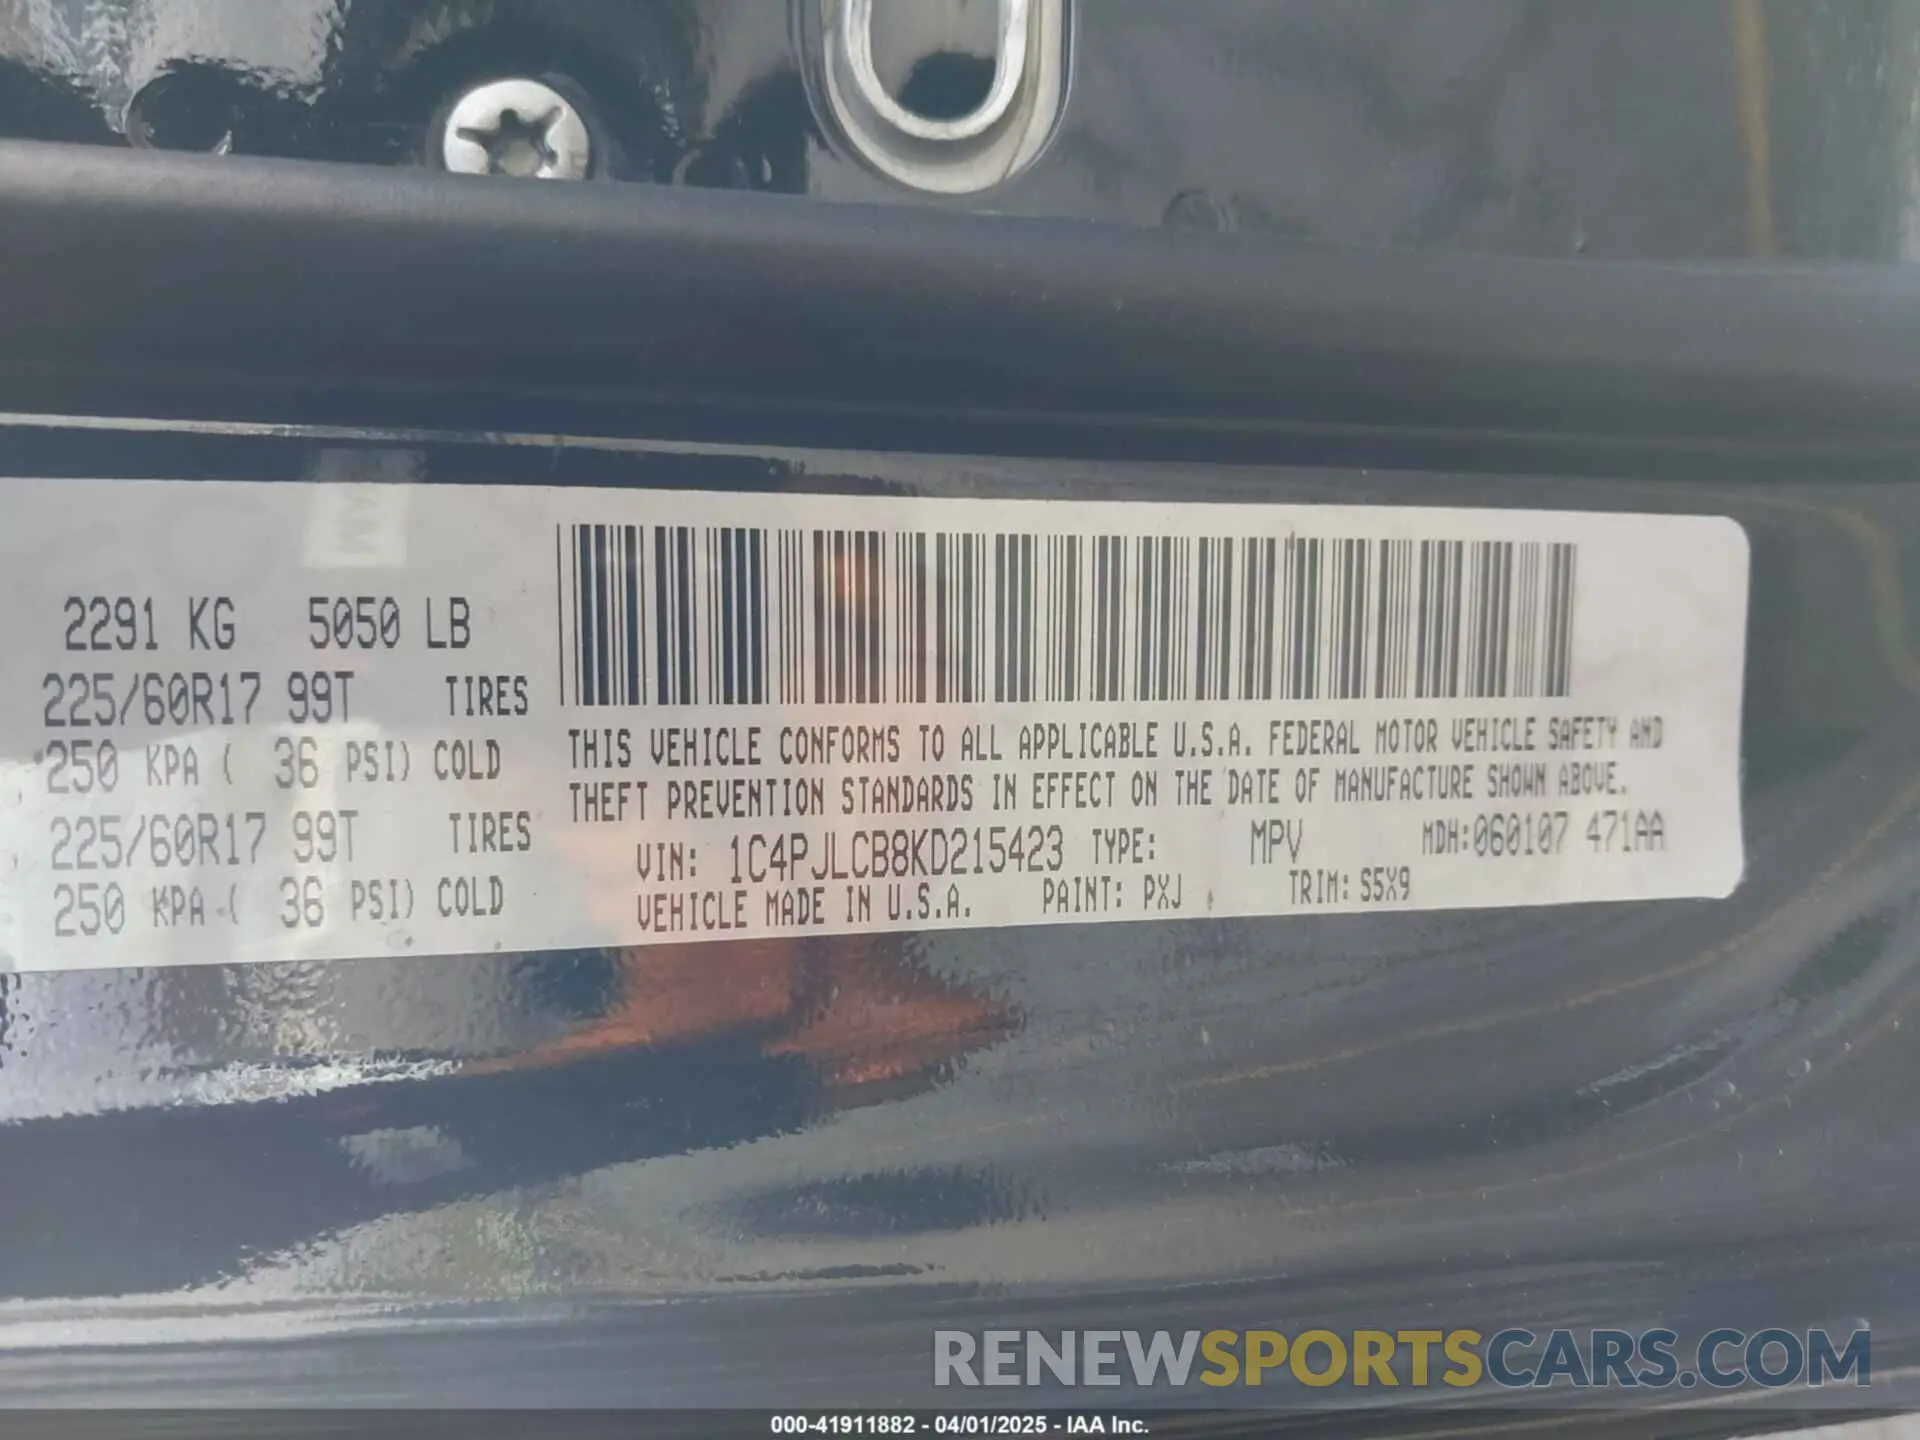 2291 KG 5050 LB
225/60R17 99T TIRES
250 KPA ( 36 PSI) COLD
225/60R17 99T TIRES
250 KPA ( 36 PSI) COLD
THIS VEHICLE CONFORMS TO ALL APPLICABLE U.S.A. FEDERAL MOTOR VEHICLE SAFETY AND
THEFT PREVENTION STANDARDS IN EFFECT ON THE DATE OF MANUFACTURE SHOWN ABOVE.
VIN: 1C4PJLCB8KD215423 TYPE: MPV MDH:060107 471AA
VEHICLE MADE IN U.S.A. PAINT: PXJ TRIM: S5X9
RENEWSPORTSCARS.COM
000-41911882 - 04/01/2025 - IAA Inc.